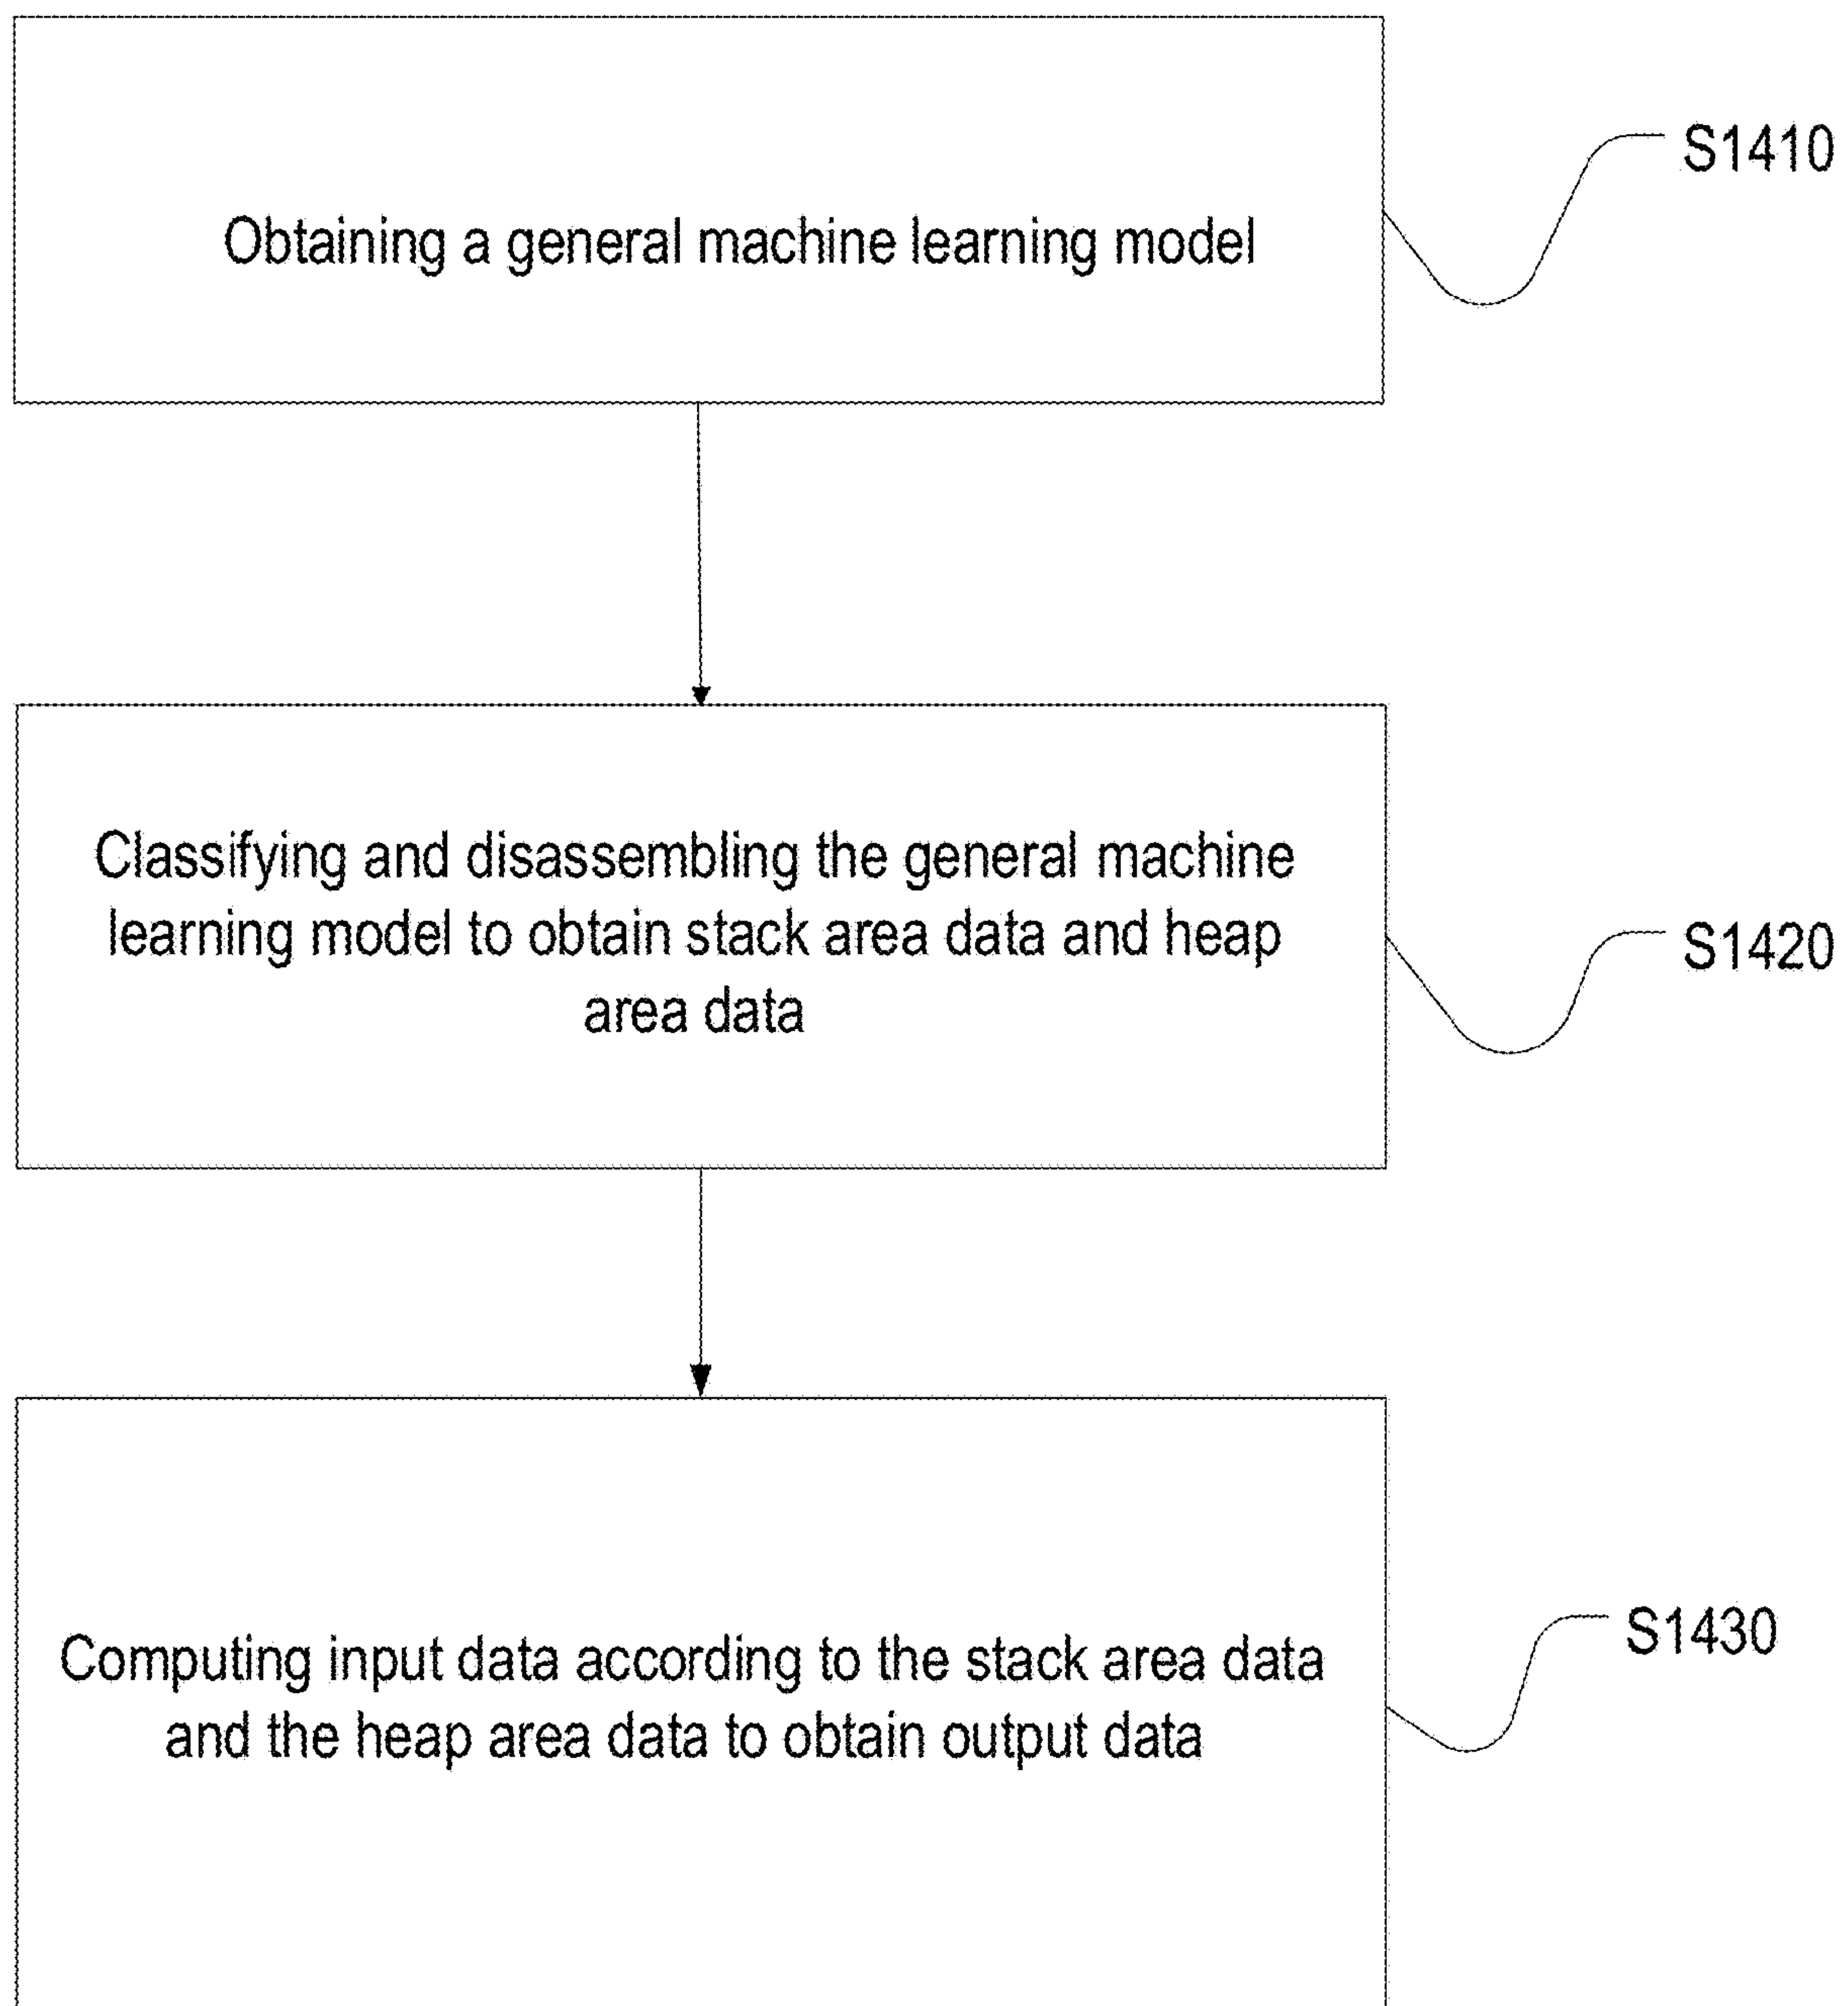 Obtaining a general machine learning model
S1410
Classifying and disassembling the general machine
learning model to obtain stack area data and heap
area data
S1420
Computing input data according to the stack area data
and the heap area data to obtain output data
S1430